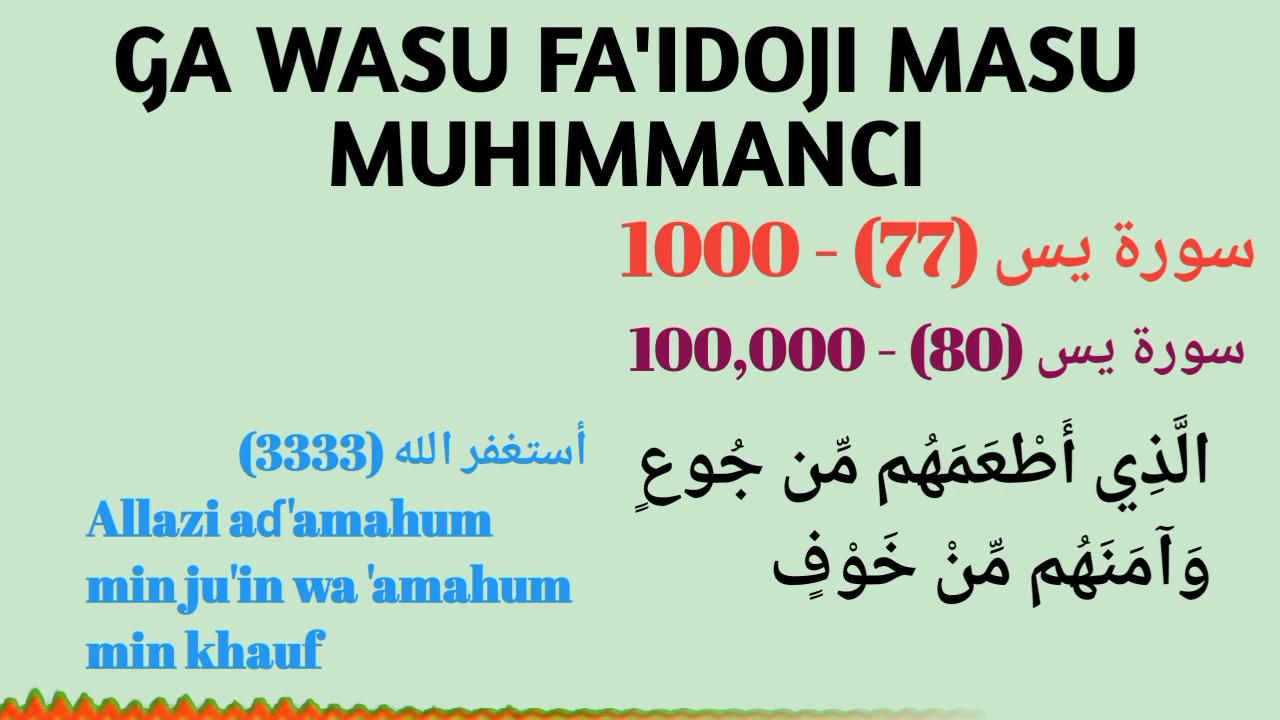 GA WASU FA'IDOJI MASU
MUHIMMANCI
سورة يس (77) - 1000
سورة يس (80) - 100,000
أستغفر الله (3333)
Allazi aɗ'amahum
min ju'in wa 'amahum
min khauf
الَّذِي أَطْعَمَهُم مِّن جُوعٍ
وَآمَنَهُم مِّنْ خَوْفٍ